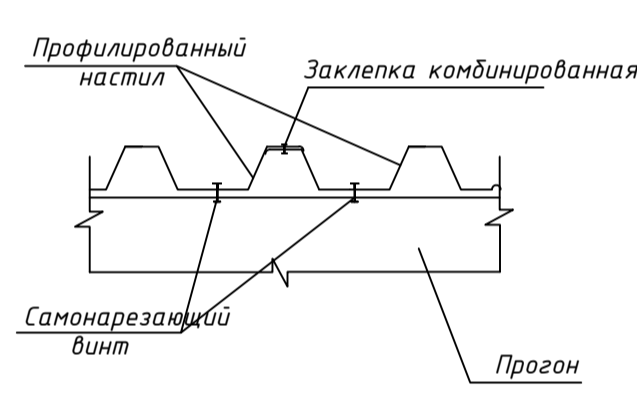 Профилированный
настил
Заклепка комбинированная
Самонарезающий
винт
Прогон